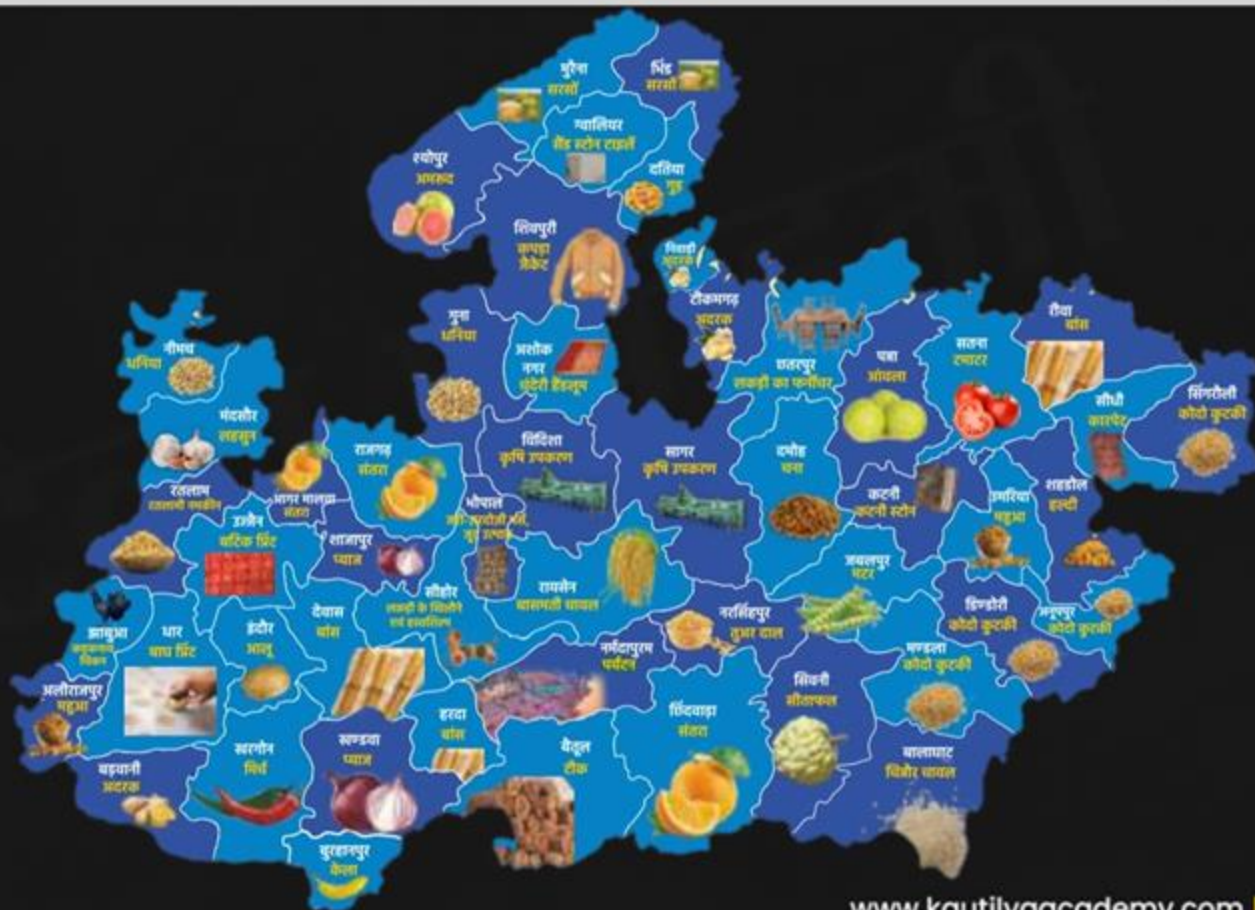 मुरैना
सरसों
भिंड
सरसों
ग्वालियर
सैंड स्टोन टाइलें
श्योपुर
अमरूद
दतिया
गुड़
शिवपुरी
कपड़ा
जैकेट
निवाड़ी
अदरक
टीकमगढ़
अदरक
गुना
धनिया
अशोक
नगर
चंदेरी हैंडलूम
छतरपुर
लकड़ी का फर्नीचर
पन्ना
आंवला
सतना
टमाटर
रीवा
बांस
सीधी
कारपेट
सिंगरौली
कोदो कुटकी
नीमच
धनिया
मंदसौर
लहसुन
रतलाम
रतलामी नमकीन
आगर मालवा
संतरा
राजगढ़
संतरा
विदिशा
कृषि उपकरण
सागर
कृषि उपकरण
दमोह
चना
कटनी
कटनी स्टोन
उमरिया
महुआ
शहडोल
हल्दी
उज्जैन
बटिक प्रिंट
शाजापुर
प्याज
भोपाल
सीहोर
लकड़ी के खिलौने
एवं हस्तशिल्प
रायसेन
बासमती चावल
जबलपुर
मटर
नरसिंहपुर
तुअर दाल
डिण्डोरी
कोदो कुटकी
अनूपपुर
कोदो कुटकी
मण्डला
कोदो कुटकी
झाबुआ
चिकन
धार
बाघ प्रिंट
इंदौर
आलू
देवास
बांस
नर्मदापुरम
पर्यटन
सिवनी
सीताफल
अलीराजपुर
महुआ
हरदा
बांस
छिंदवाड़ा
संतरा
बैतूल
टीक
बालाघाट
चिन्नौर चावल
बड़वानी
अदरक
खरगोन
मिर्च
खण्डवा
प्याज
बुरहानपुर
केला
www.kautilyaacademy.com